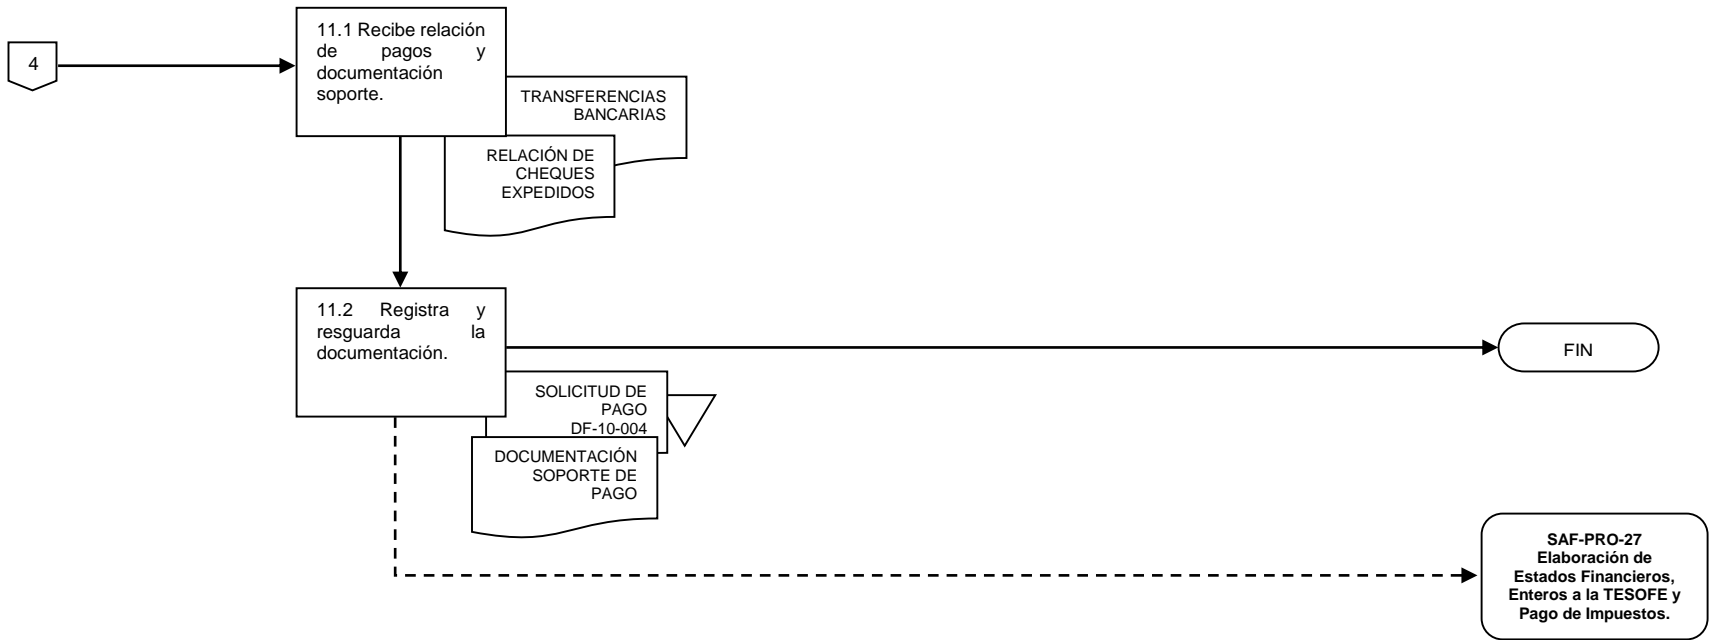 4
11.1 Recibe relación
de pagos y
documentación
soporte.
TRANSFERENCIAS
BANCARIAS
RELACIÓN DE
CHEQUES
EXPEDIDOS
11.2 Registra y
resguarda la
documentación.
FIN
SOLICITUD DE
PAGO
DF-10-004
DOCUMENTACIÓN
SOPORTE DE
PAGO
SAF-PRO-27
Elaboración de
Estados Financieros,
Enteros a la TESOFE y
Pago de Impuestos.